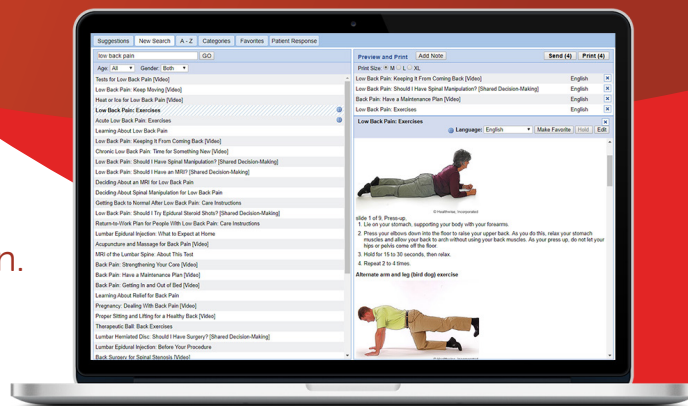 Suggestions New Search A - Z Categories Favorites Patient Response
low back pain GO
Age: All Gender: Both
Tests for Low Back Pain [Video]
Low Back Pain: Keep Moving [Video]
Heat or Ice for Low Back Pain [Video]
Low Back Pain: Exercises
Acute Low Back Pain: Exercises
Learning About Low Back Pain
Low Back Pain: Keeping It From Coming Back [Video]
Chronic Low Back Pain: Time for Something New [Video]
Low Back Pain: Should I Have Spinal Manipulation? [Shared Decision-Making]
Low Back Pain: Should I Have an MRI? [Shared Decision-Making]
Deciding About an MRI for Low Back Pain
Deciding About Spinal Manipulation for Low Back Pain
Getting Back to Normal After Low Back Pain: Care Instructions
Low Back Pain: Should I Try Epidural Steroid Shots? [Shared Decision-Making]
Return-to-Work Plan for People With Low Back Pain: Care Instructions
Lumbar Epidural Injection: What to Expect at Home
Acupuncture and Massage for Back Pain [Video]
MRI of the Lumbar Spine: About This Test
Back Pain: Strengthening Your Core [Video]
Back Pain: Have a Maintenance Plan [Video]
Back Pain: Getting In and Out of Bed [Video]
Learning About Relief for Back Pain
Pregnancy: Dealing With Back Pain [Video]
Proper Sitting and Lifting for a Healthy Back [Video]
Therapeutic Ball: Back Exercises
Lumbar Herniated Disc: Should I Have Surgery? [Shared Decision-Making]
Lumbar Epidural Injection: Before Your Procedure
Back Surgery for Spinal Stenosis [Video]
Preview and Print Add Note Send (4) Print (4)
Print Size: M L XL
Low Back Pain: Keeping It From Coming Back [Video] English
Low Back Pain: Should I Have Spinal Manipulation? [Shared Decision-Making] English
Back Pain: Have a Maintenance Plan [Video] English
Low Back Pain: Exercises English
Low Back Pain: Exercises
Language: English Make Favorite Hold Edit
© Healthwise, Incorporated
slide 1 of 9, Press-up,
1. Lie on your stomach, supporting your body with your forearms.
2. Press your elbows down into the floor to raise your upper back. As you do this, relax your stomach
muscles and allow your back to arch without using your back muscles. As your press up, do not let your
hips or pelvis come off the floor.
3. Hold for 15 to 30 seconds, then relax.
4. Repeat 2 to 4 times.
Alternate arm and leg (bird dog) exercise
n.